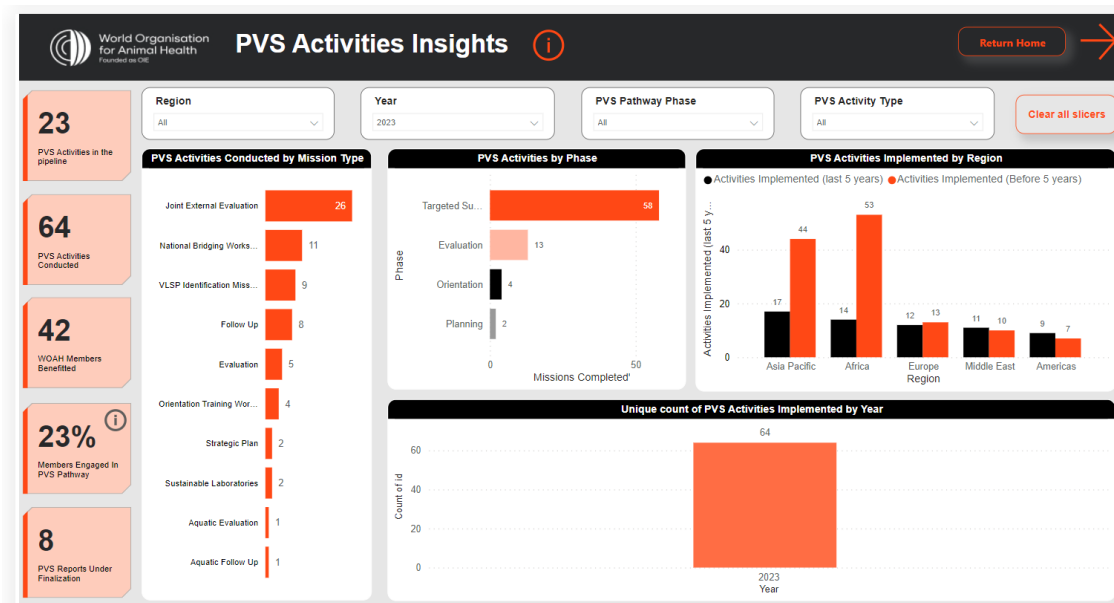 World Organisation
for Animal Health
Founded as OIE
PVS Activities Insights
i
Return Home
23
PVS Activities in the
pipeline
64
PVS Activities
Conducted
42
WOAH Members
Benefitted
23%
i
Members Engaged In
PVS Pathway
8
PVS Reports Under
Finalization
Region
All
Year
2023
PVS Pathway Phase
All
PVS Activity Type
All
Clear all slicers
PVS Activities Conducted by Mission Type
Joint External Evaluation 26
National Bridging Works... 11
VLSP Identification Miss... 9
Follow Up 8
Evaluation 5
Orientation Training Wor... 4
Strategic Plan 2
Sustainable Laboratories 2
Aquatic Evaluation 1
Aquatic Follow Up 1
PVS Activities by Phase
Phase
Targeted Su... 58
Evaluation 13
Orientation 4
Planning 2
0 50
Missions Completed'
PVS Activities Implemented by Region
Activities Implemented (last 5 years) Activities Implemented (Before 5 years)
Activities Implemented (last 5 y...
40
20
0
17 44 14 53 12 13 11 10 9 7
Asia Pacific Africa Europe Middle East Americas
Region
Unique count of PVS Activities Implemented by Year
Count of id
60
40
20
0
64
2023
Year